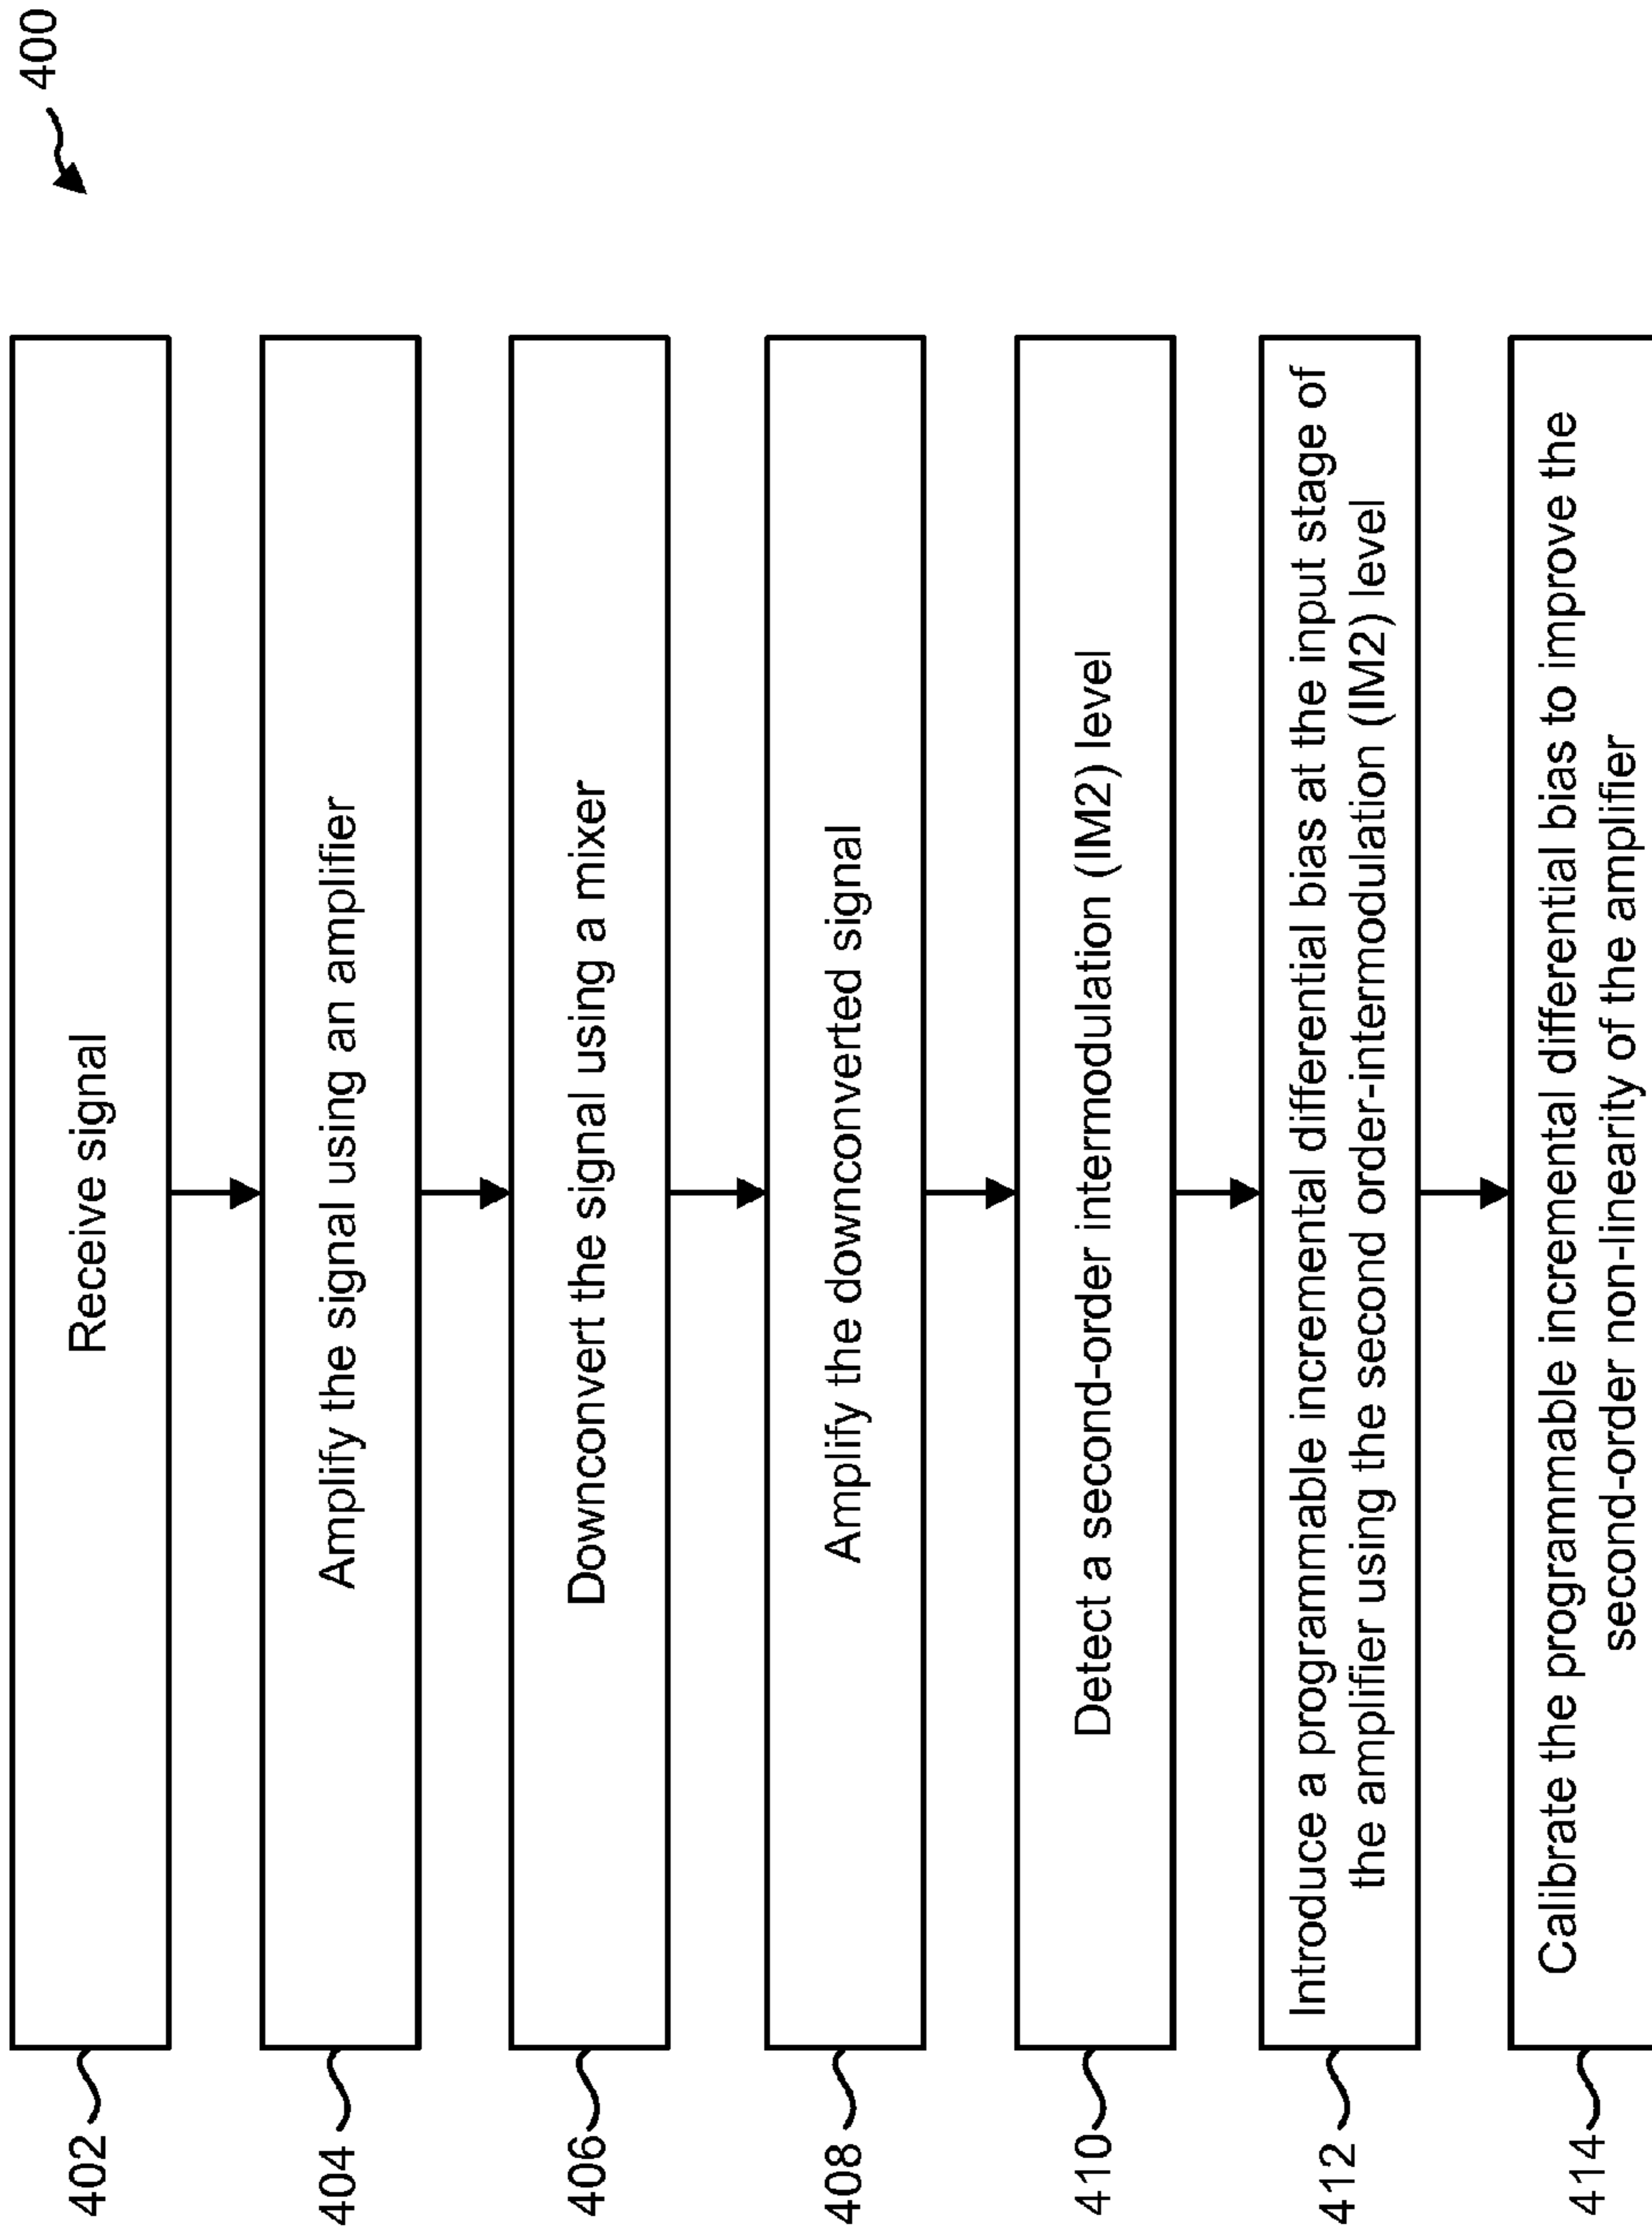 400
402
Receive signal
404
Amplify the signal using an amplifier
406
Downconvert the signal using a mixer
408
Amplify the downconverted signal
410
Detect a second-order intermodulation (IM2) level
412
Introduce a programmable incremental differential bias at the input stage of
the amplifier using the second order-intermodulation (IM2) level
414
Calibrate the programmable incremental differential bias to improve the
second-order non-linearity of the amplifier